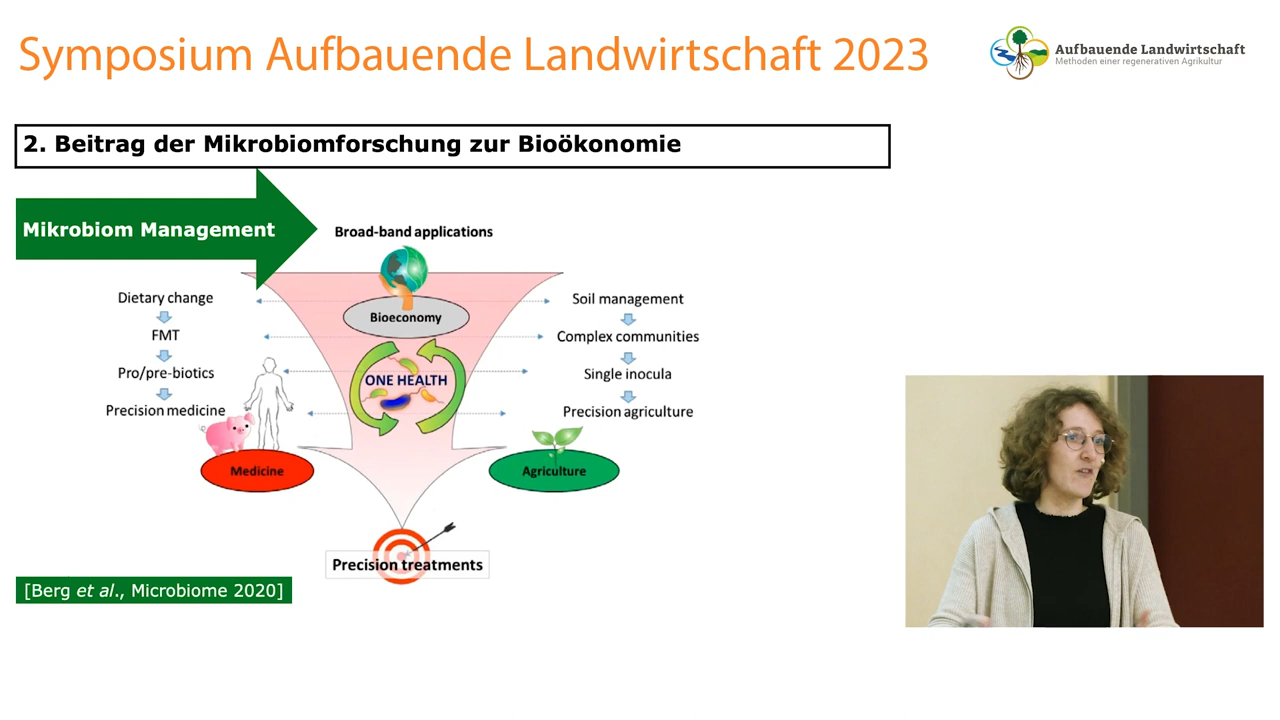 Symposium Aufbauende Landwirtschaft 2023
Aufbauende Landwirtschaft
Methoden einer regenerativen Agrikultur
2. Beitrag der Mikrobiomforschung zur Bioökonomie
Mikrobiom Management
Broad-band applications
Bioeconomy
ONE HEALTH
Dietary change
FMT
Pro/pre-biotics
Precision medicine
Medicine
Soil management
Complex communities
Single inocula
Precision agriculture
Agriculture
Precision treatments
[Berg et al., Microbiome 2020]